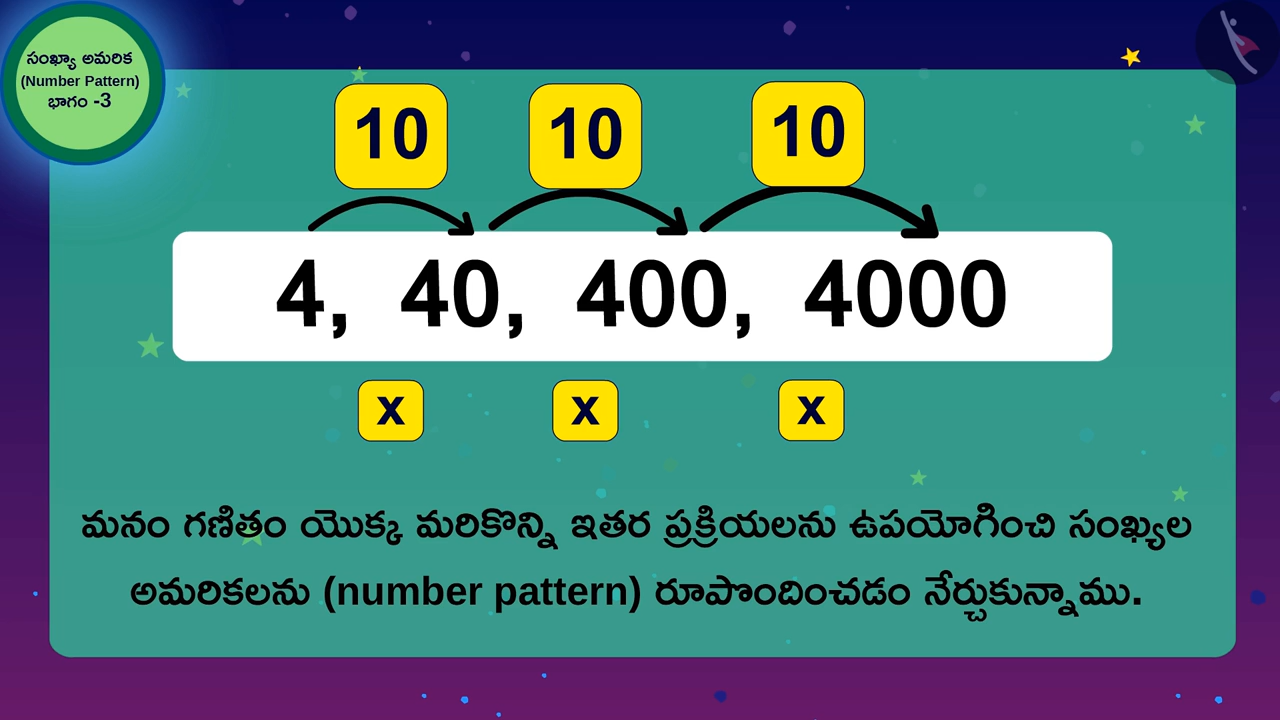 సంఖ్యా అమరిక
(Number Pattern)
భాగం -3
10 10 10
4, 40, 400, 4000
x x x
మనం గణితం యొక్క మరికొన్ని ఇతర ప్రక్రియలను ఉపయోగించి సంఖ్యల
అమరికలను (number pattern) రూపొందించడం నేర్చుకున్నాము.